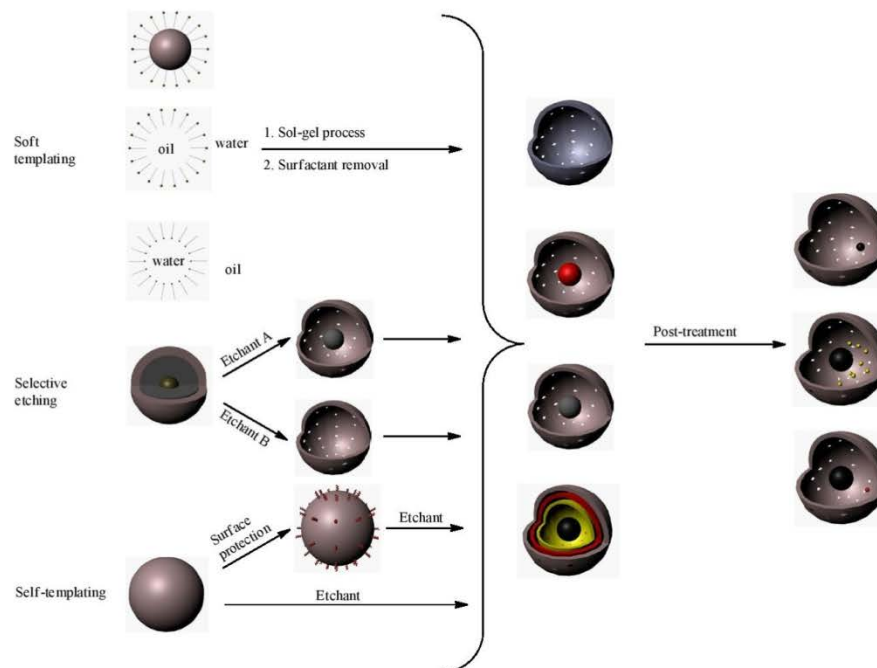 Soft
templating
oil
water
1. Sol-gel process
2. Surfactant removal
water
oil
Selective
etching
Etchant A
Etchant B
Post-treatment
Self-templating
Surface
protection
Etchant
Etchant